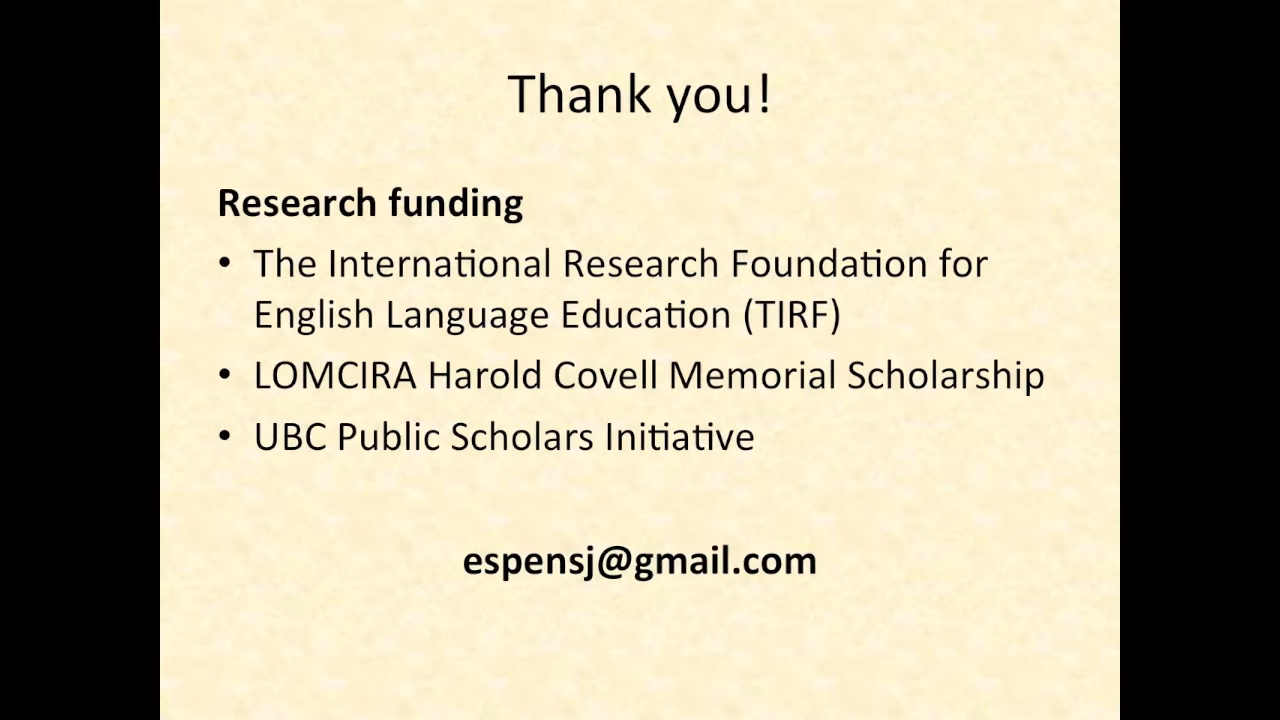 Thank you!
Research funding
• The International Research Foundation for
English Language Education (TIRF)
• LOMCIRA Harold Covell Memorial Scholarship
• UBC Public Scholars Initiative
espensj@gmail.com